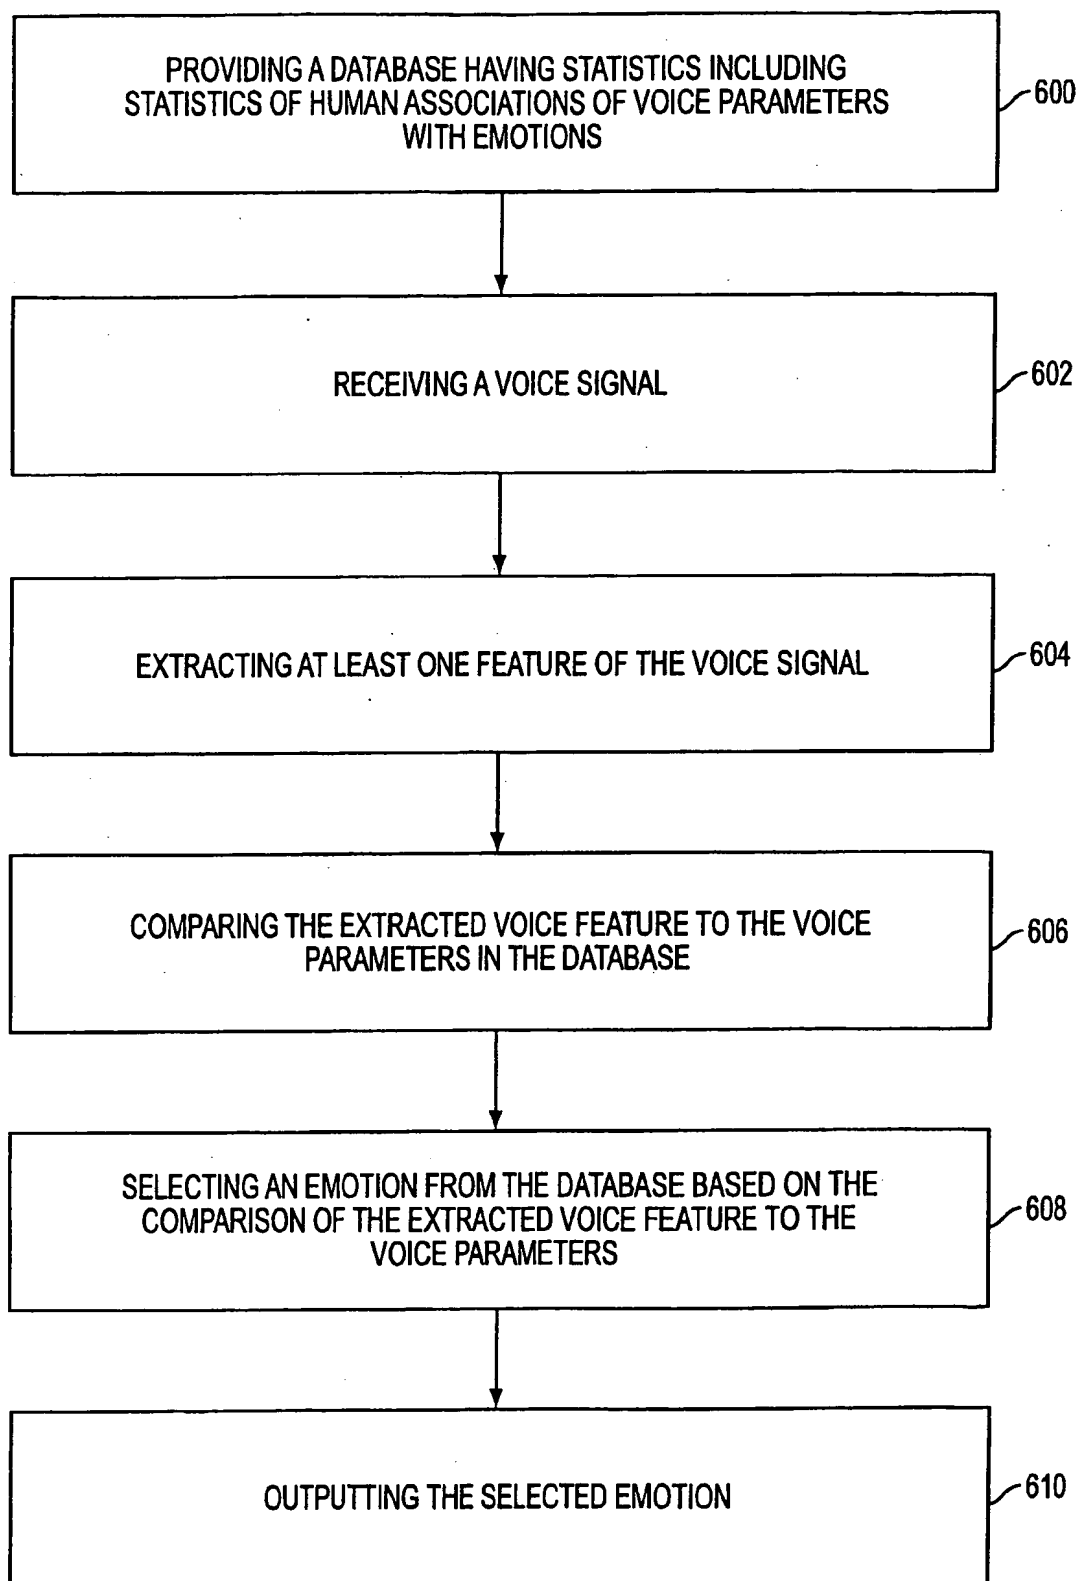 PROVIDING A DATABASE HAVING STATISTICS INCLUDING
STATISTICS OF HUMAN ASSOCIATIONS OF VOICE PARAMETERS
WITH EMOTIONS
600
RECEIVING A VOICE SIGNAL
602
EXTRACTING AT LEAST ONE FEATURE OF THE VOICE SIGNAL
604
COMPARING THE EXTRACTED VOICE FEATURE TO THE VOICE
PARAMETERS IN THE DATABASE
606
SELECTING AN EMOTION FROM THE DATABASE BASED ON THE
COMPARISON OF THE EXTRACTED VOICE FEATURE TO THE
VOICE PARAMETERS
608
OUTPUTTING THE SELECTED EMOTION
610